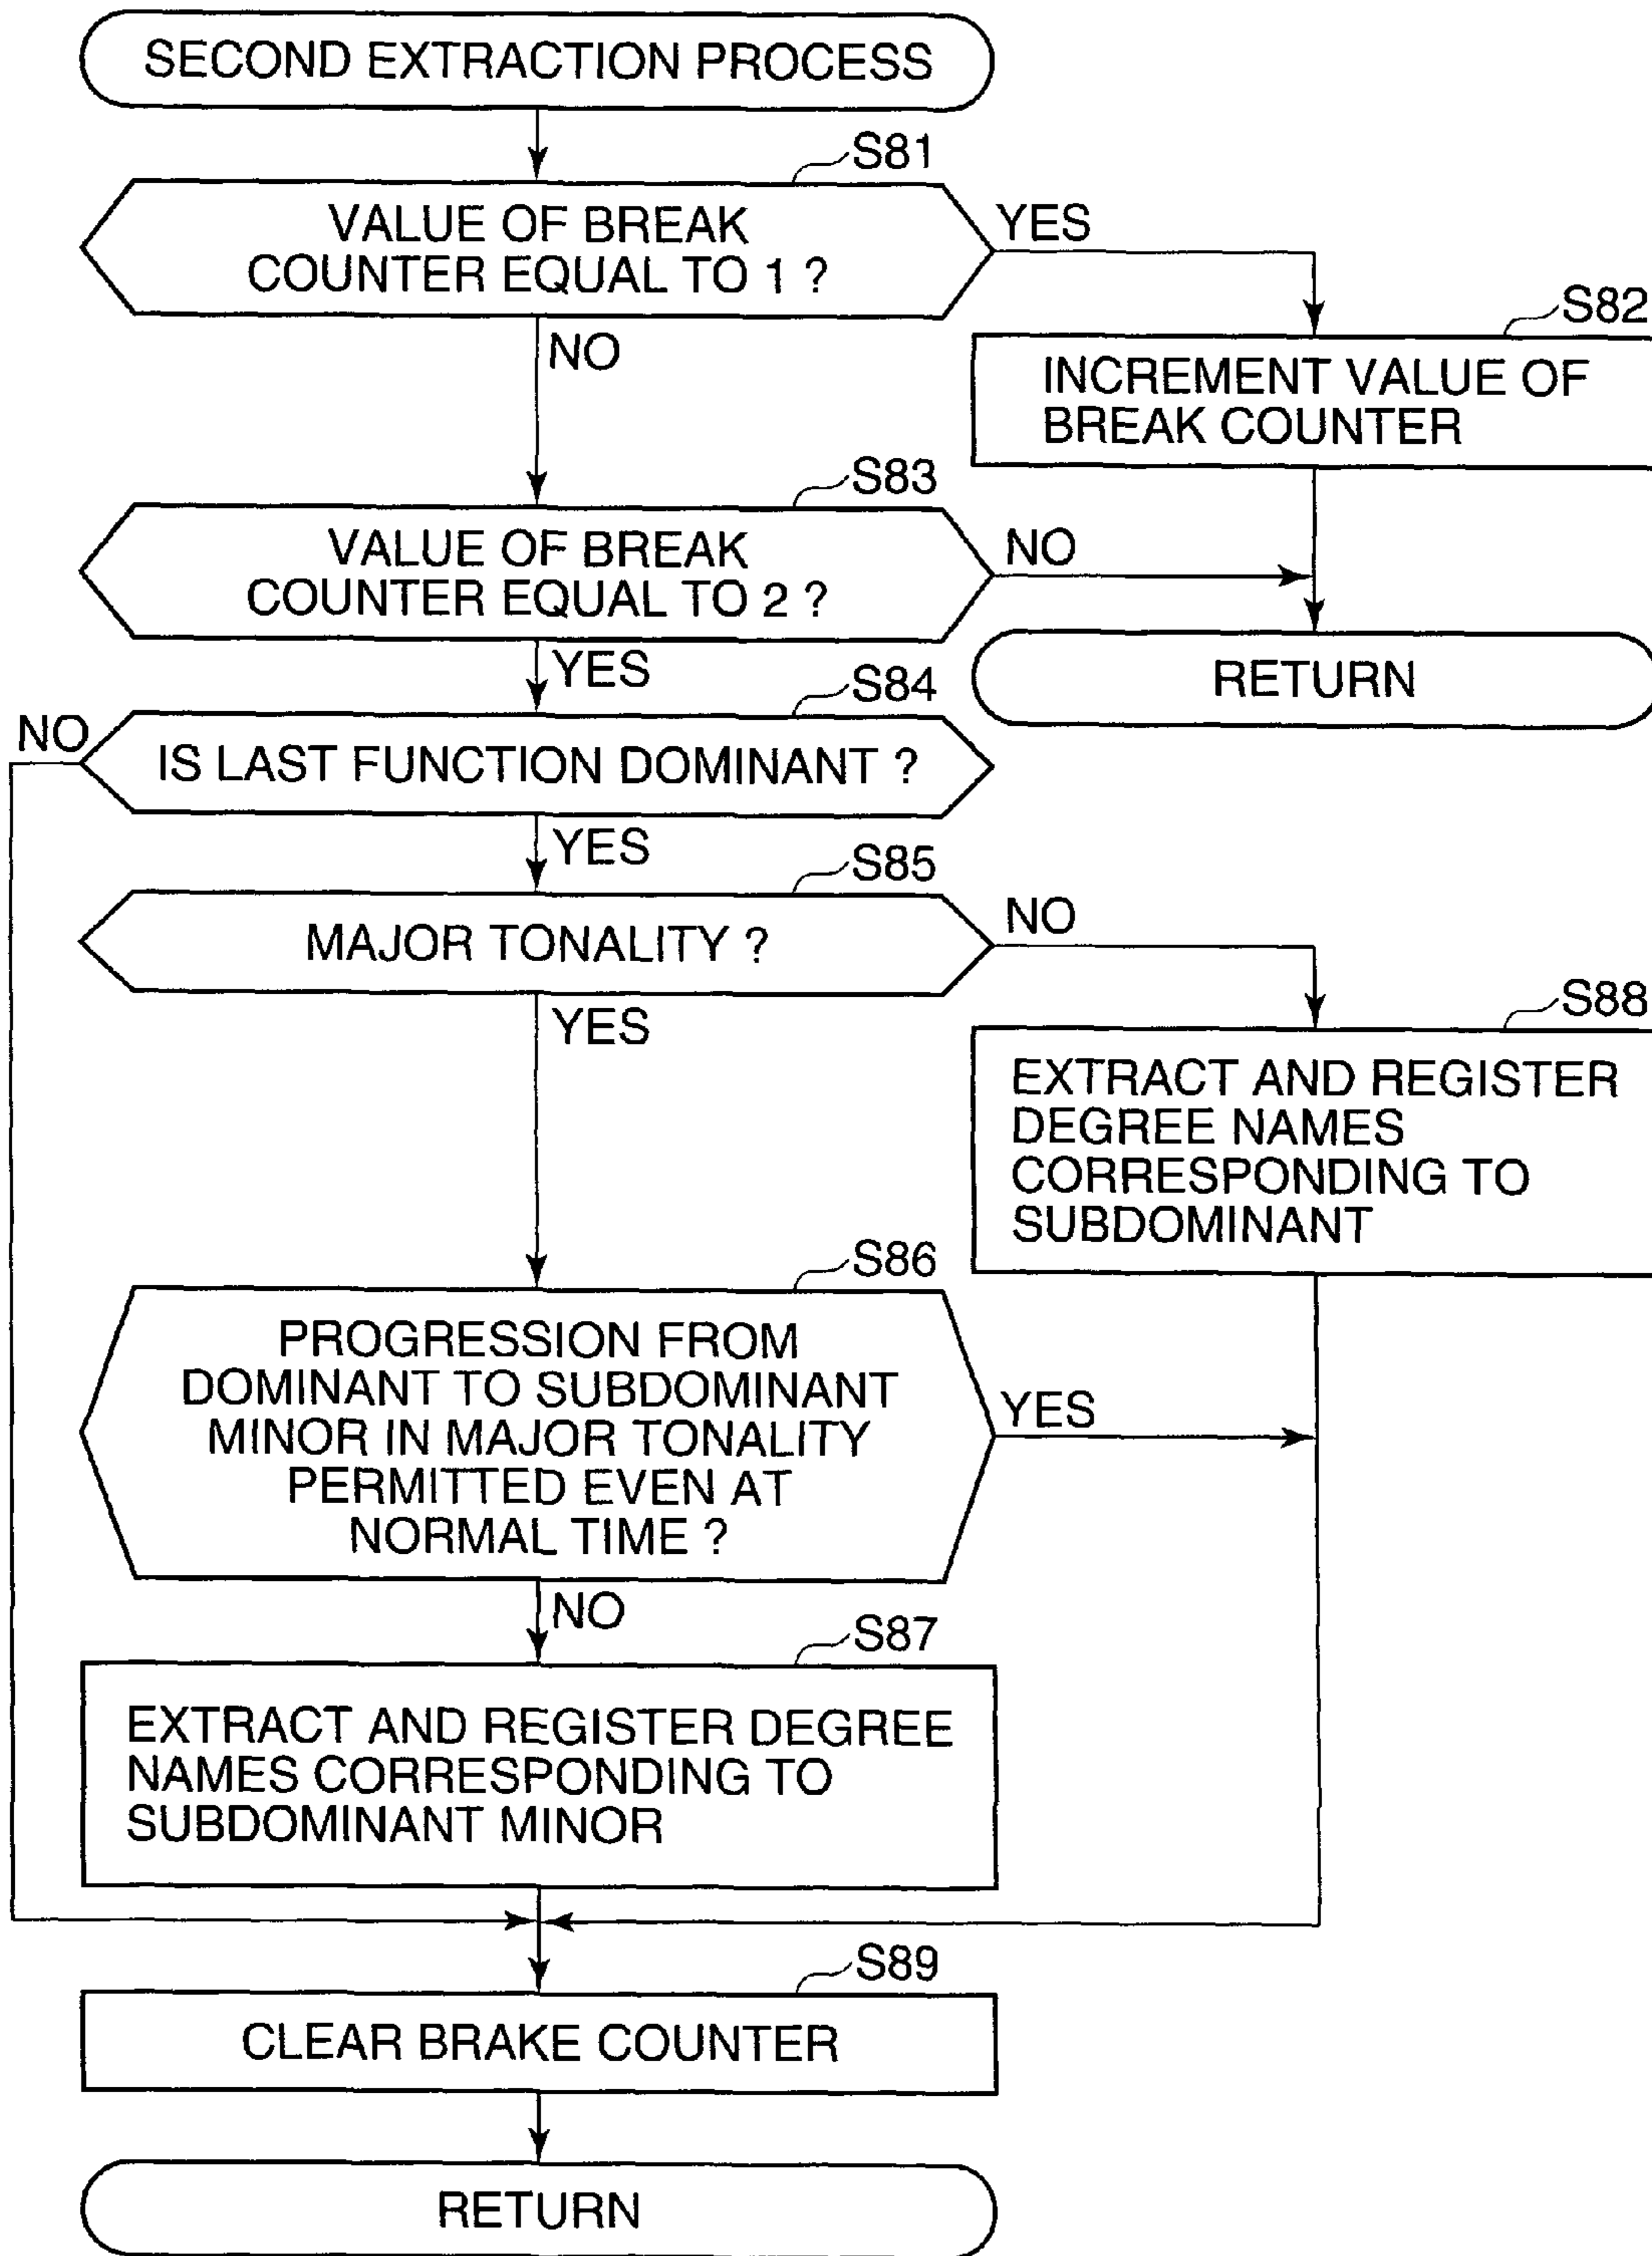 SECOND EXTRACTION PROCESS
S81
VALUE OF BREAK
COUNTER EQUAL TO 1 ?
YES
NO
S82
INCREMENT VALUE OF
BREAK COUNTER
S83
VALUE OF BREAK
COUNTER EQUAL TO 2 ?
NO
YES
RETURN
S84
NO
IS LAST FUNCTION DOMINANT ?
YES
S85
MAJOR TONALITY ?
NO
YES
S88
EXTRACT AND REGISTER
DEGREE NAMES
CORRESPONDING TO
SUBDOMINANT
S86
PROGRESSION FROM
DOMINANT TO SUBDOMINANT
MINOR IN MAJOR TONALITY
PERMITTED EVEN AT
NORMAL TIME ?
YES
NO
S87
EXTRACT AND REGISTER DEGREE
NAMES CORRESPONDING TO
SUBDOMINANT MINOR
S89
CLEAR BRAKE COUNTER
RETURN